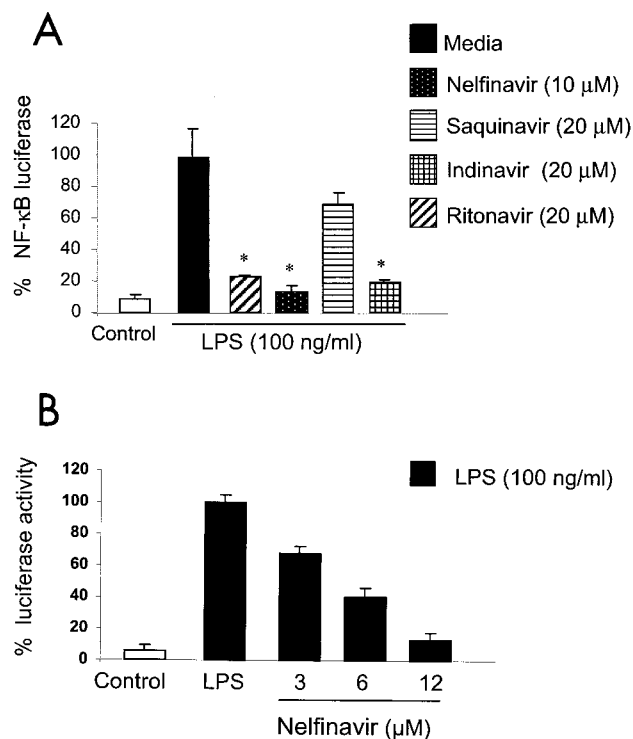 A
Media
Nelfinavir (10 µM)
Saquinavir (20 µM)
Indinavir (20 µM)
Ritonavir (20 µM)
% NF-κB luciferase
120
100
80
60
40
20
0
* * *
Control
LPS (100 ng/ml)
B
LPS (100 ng/ml)
% luciferase activity
120
100
80
60
40
20
0
Control LPS 3 6 12
Nelfinavir (µM)